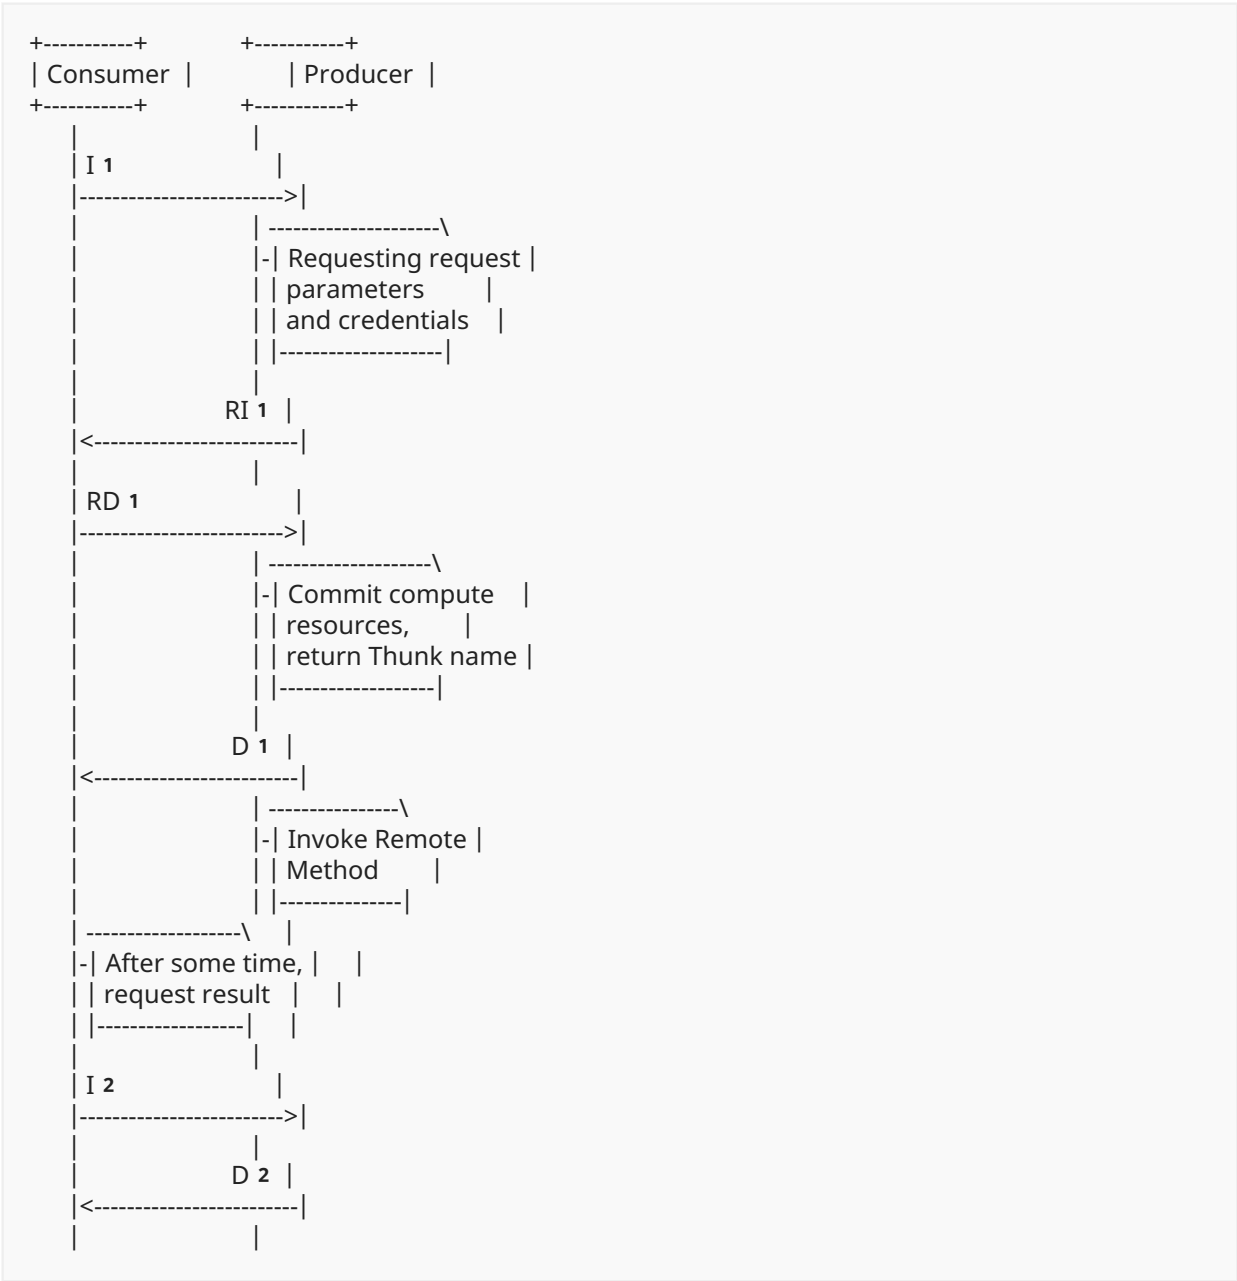 +-----------+ +-----------+
| Consumer | | Producer |
+-----------+ +-----------+
| |
| I 1 |
|------------------------->|
| | ---------------------\
| |-| Requesting request |
| | | parameters |
| | | and credentials |
| | |--------------------|
| |
| RI 1 |
|<-------------------------|
| |
| RD 1 |
|------------------------->|
| | --------------------\
| |-| Commit compute |
| | | resources, |
| | | return Thunk name |
| | |-------------------|
| |
| D 1 |
|<-------------------------|
| | ----------------\
| |-| Invoke Remote |
| | | Method |
| | |---------------|
| -------------------\ |
|-| After some time, | |
| | request result | |
| |------------------| |
| |
| I 2 |
|------------------------->|
| |
| D 2 |
|<-------------------------|
| |